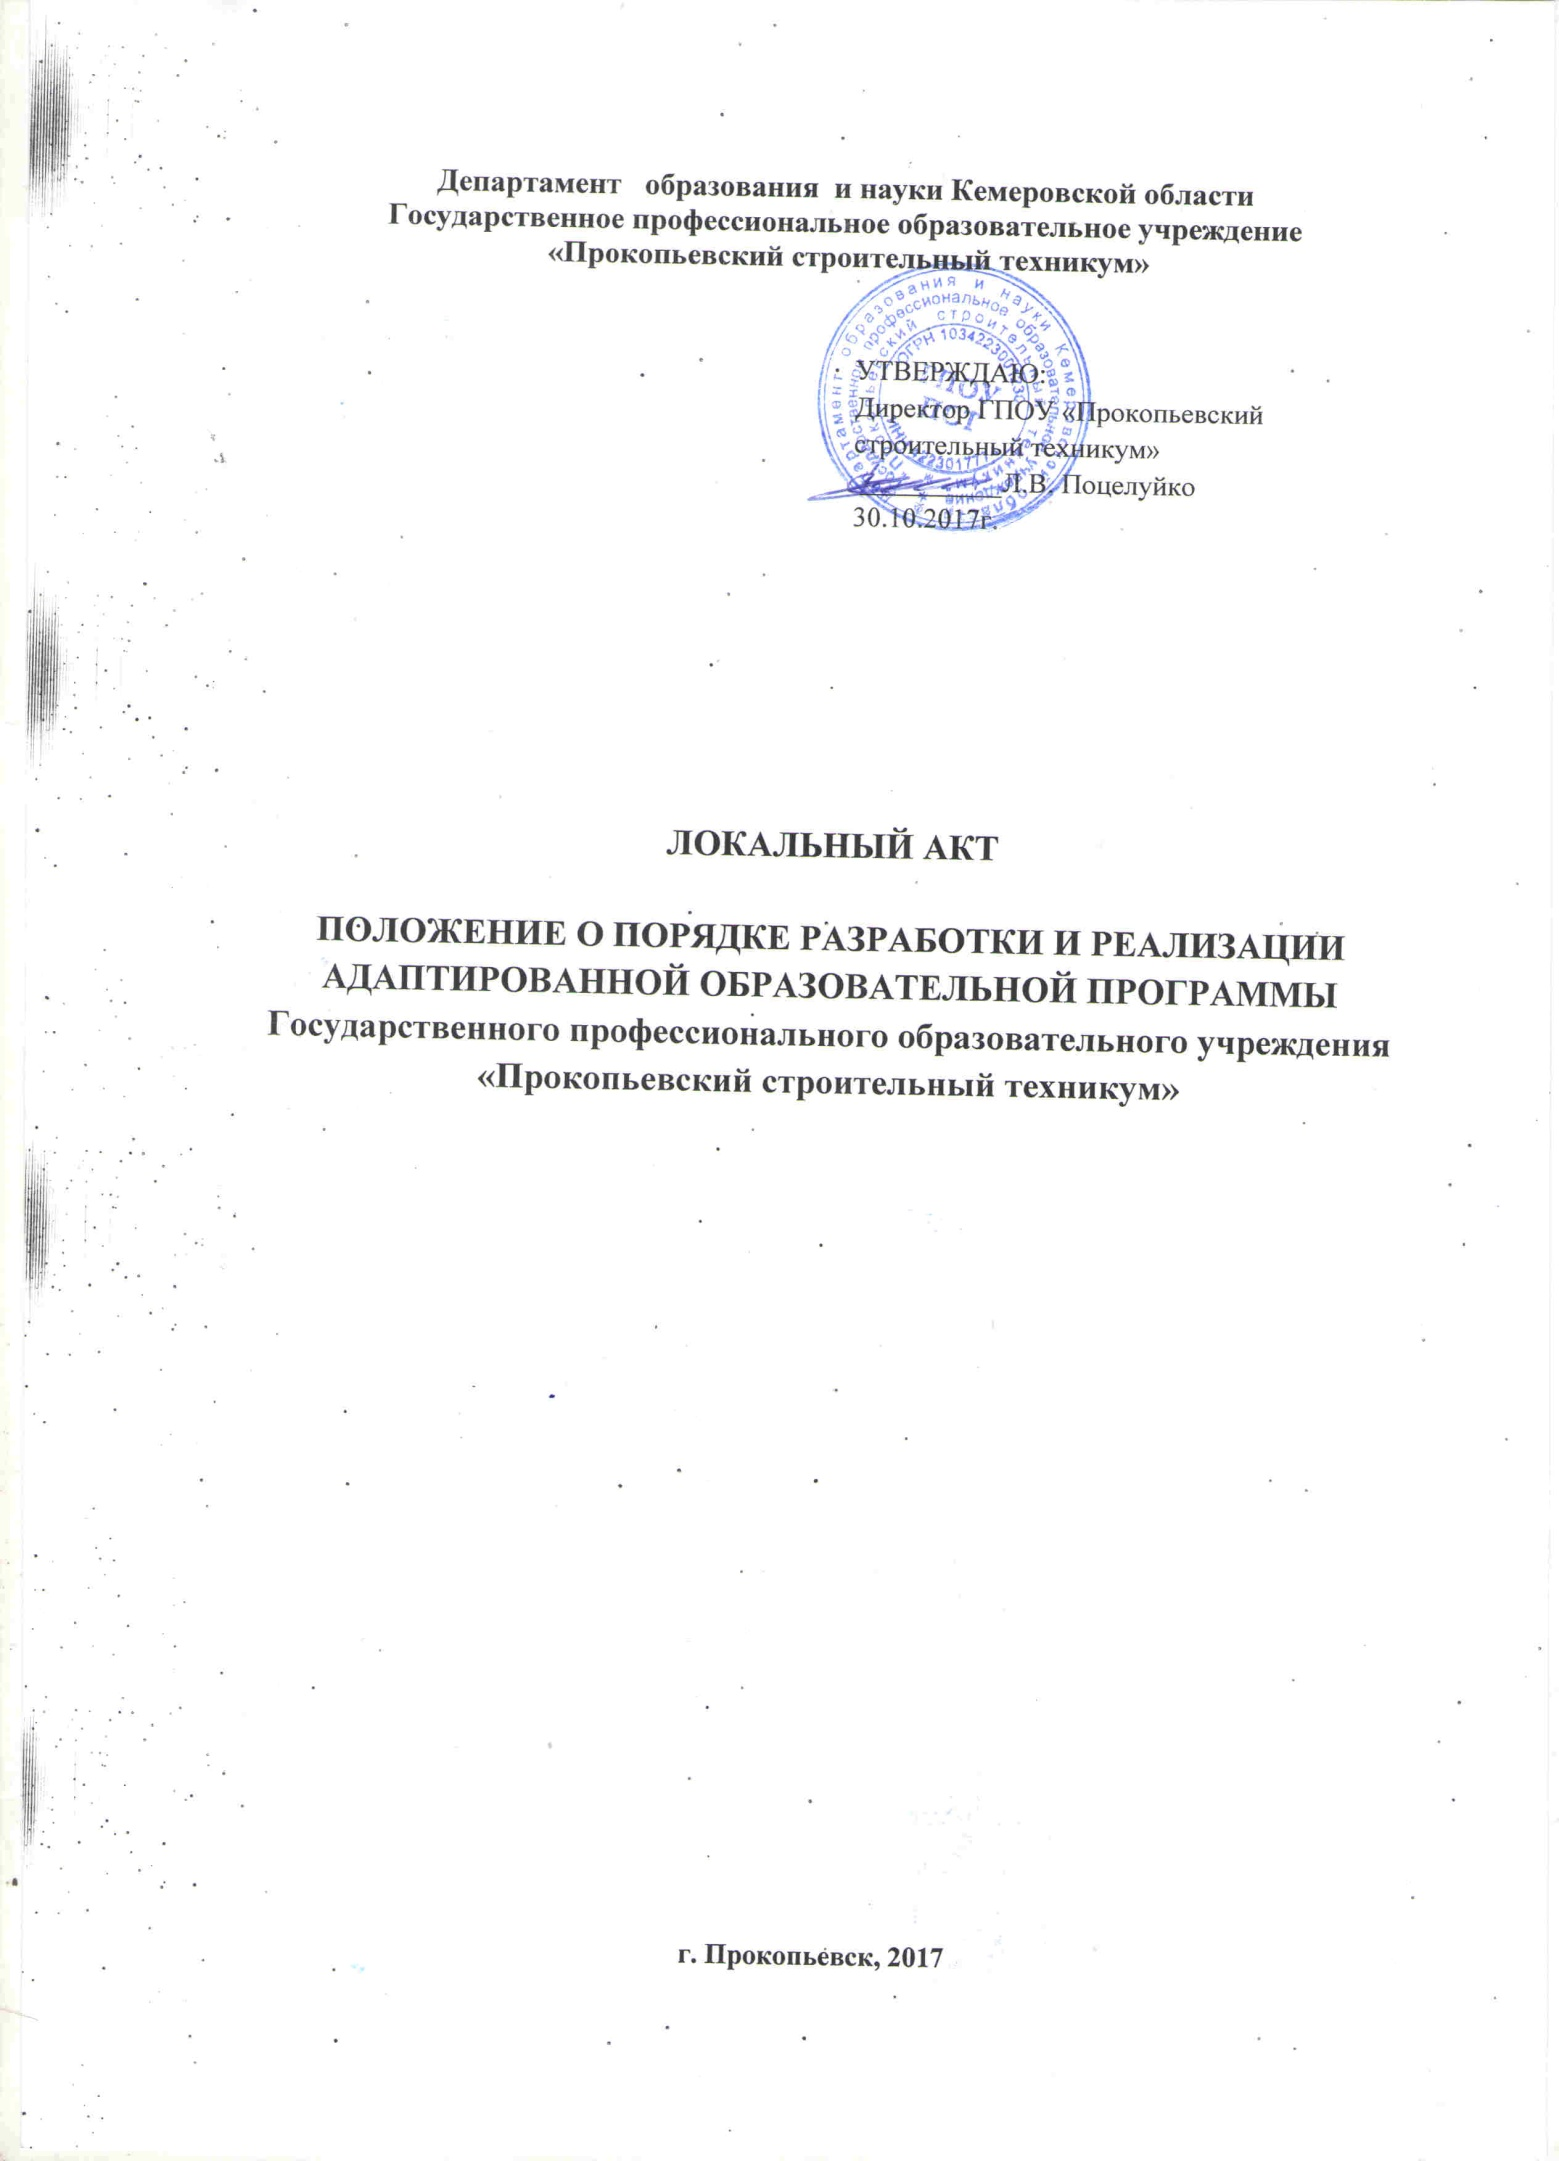 Департамент образования и науки Кемеровской области
Государственное профессиональное образовательное учреждение
«Прокопьевский строительный техникум»
УТВЕРЖДАЮ:
Директор ГПОУ «Прокопьевский
строительный техникум»
Л.В. Поцелуйко
30.10.2017г.
ЛОКАЛЬНЫЙ АКТ
ПОЛОЖЕНИЕ О ПОРЯДКЕ РАЗРАБОТКИ И РЕАЛИЗАЦИИ
АДАПТИРОВАННОЙ ОБРАЗОВАТЕЛЬНОЙ ПРОГРАММЫ
Государственного профессионального образовательного учреждения
«Прокопьевский строительный техникум»
г. Прокопьевск, 2017